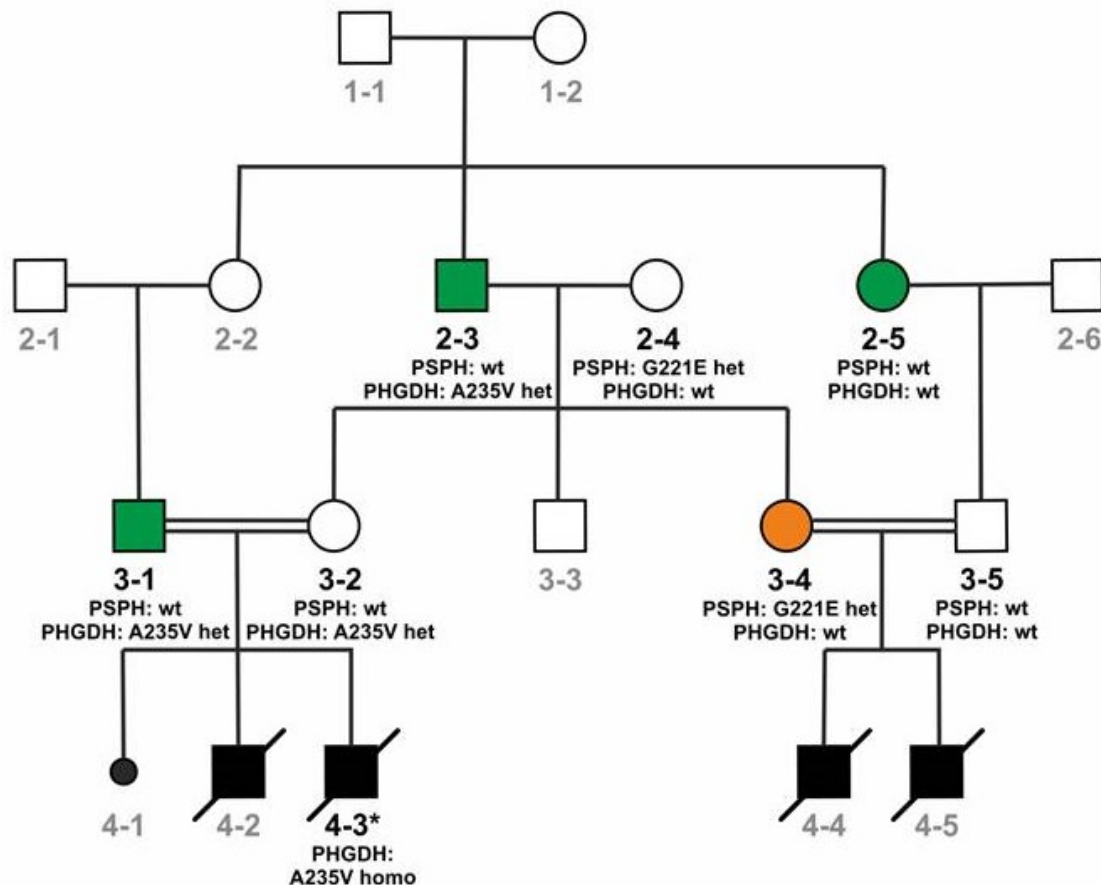 1-1
1-2
2-1
2-2
2-3
PSPH: wt
PHGDH: A235V het
2-4
PSPH: G221E het
PHGDH: wt
2-5
PSPH: wt
PHGDH: wt
2-6
3-1
PSPH: wt
PHGDH: A235V het
3-2
PSPH: wt
PHGDH: A235V het
3-3
3-4
PSPH: G221E het
PHGDH: wt
3-5
PSPH: wt
PHGDH: wt
4-1
4-2
4-3*
PHGDH:
A235V homo
4-4
4-5